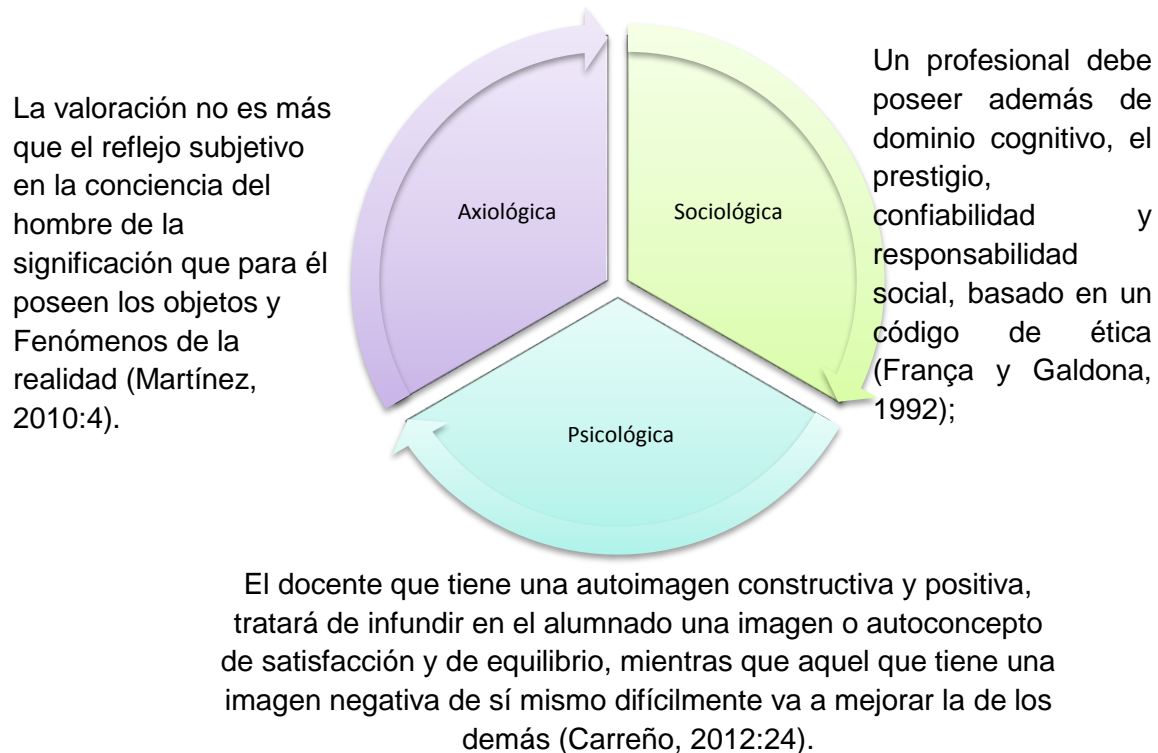 La valoración no es más
que el reflejo subjetivo
en la conciencia del
hombre de la
significación que para él
poseen los objetos y
Fenómenos de la
realidad (Martínez,
2010:4).
Axiológica
Sociológica
Un profesional debe
poseer además de
dominio cognitivo, el
prestigio,
confiabilidad y
responsabilidad
social, basado en un
código de ética
(França y Galdona,
1992);
Psicológica
El docente que tiene una autoimagen constructiva y positiva,
tratará de infundir en el alumnado una imagen o autoconcepto
de satisfacción y de equilibrio, mientras que aquel que tiene una
imagen negativa de sí mismo difícilmente va a mejorar la de los
demás (Carreño, 2012:24).